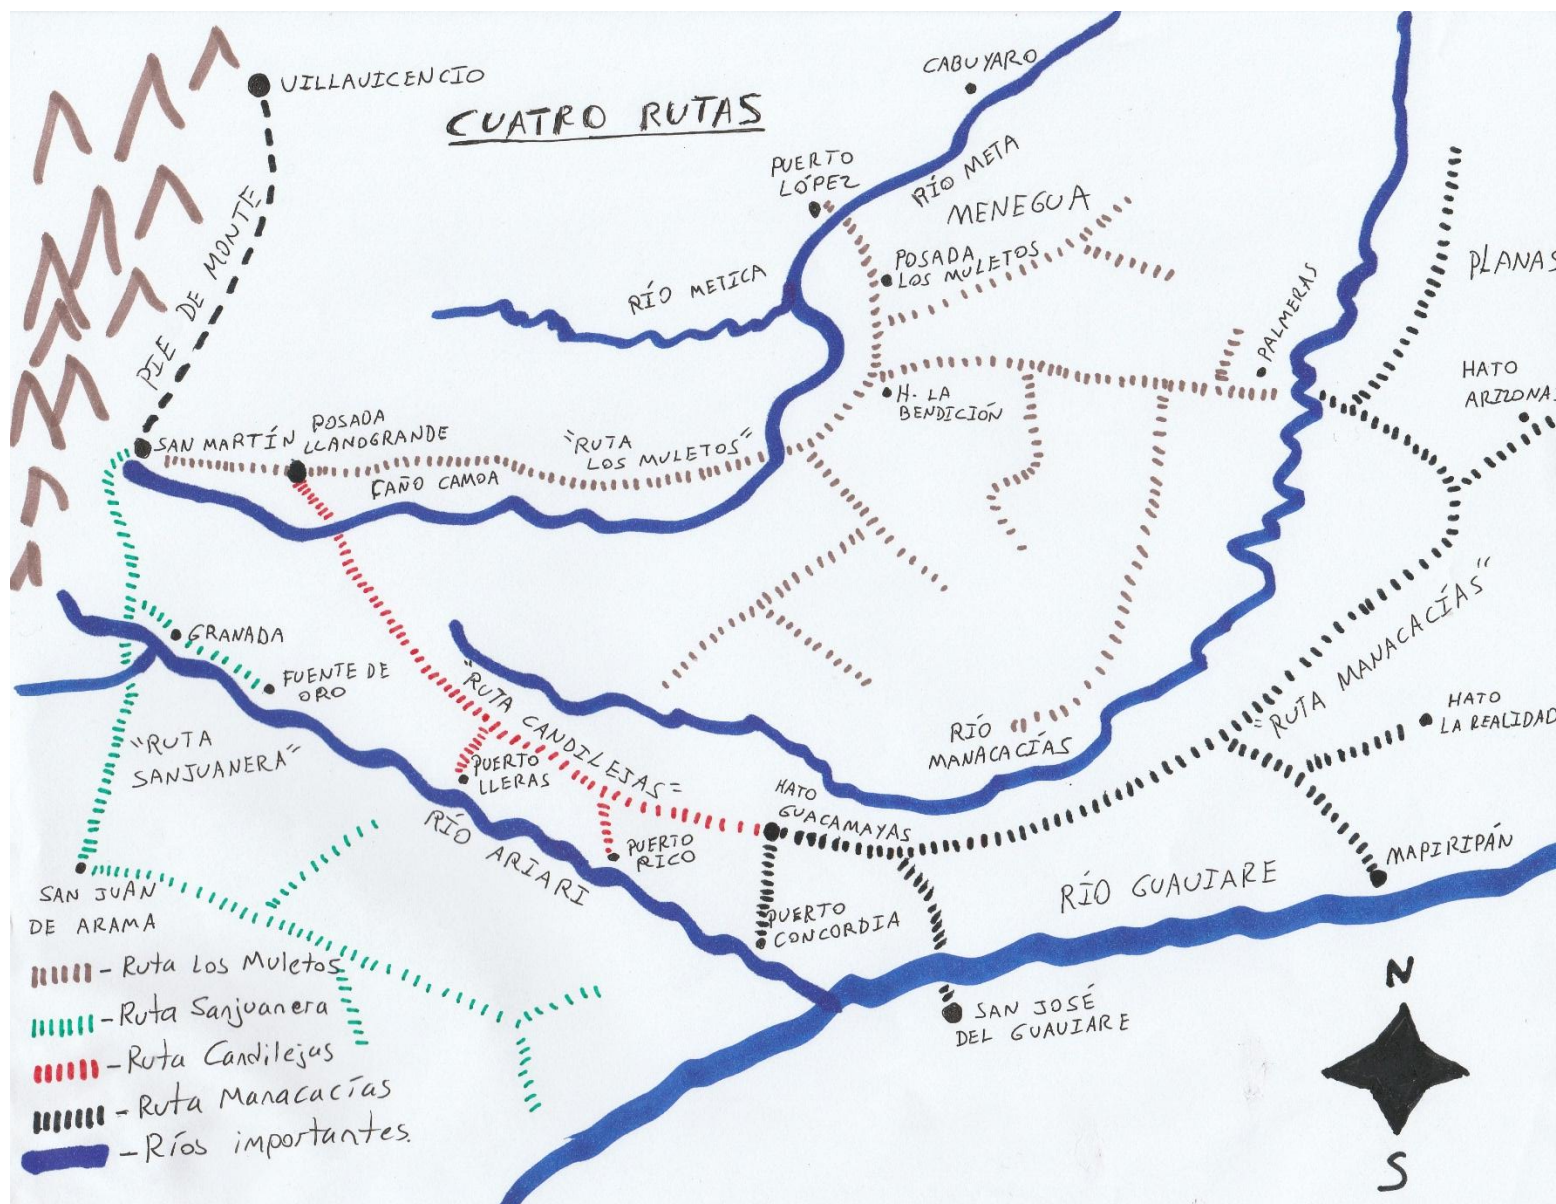 VILLAVICENCIO
CUATRO RUTAS
CABUYARO
PUERTO
LÓPEZ
RÍO META
MENEGUA
PIE DE MONTE
RÍO METICA
POSADA
LOS MULETOS
PALMERAS
PLANAS
HATO
ARIZONA
H. LA
BENDICIÓN
SAN MARTÍN
POSADA
LLANOGRANDE
"RUTA
LOS MULETOS"
CAÑO CAMOA
GRANADA
FUENTE DE
ORO
"RUTA
SANJUANERA"
"RUTA CANDILEJAS"
PUERTO
LLERAS
RÍO
MANACACÍAS
"RUTA MANACACÍAS"
HATO
LA REALIDAD
RÍO ARIARI
PUERTO
RICO
HATO
GUACAMAYAS
MAPIRIPÁN
RÍO GUAVIARE
SAN JUAN
DE ARAMA
PUERTO
CONCORDIA
SAN JOSÉ
DEL GUAVIARE
- Ruta Los Muletos
- Ruta Sanjuanera
- Ruta Candilejas
- Ruta Manacacías
- Ríos importantes.
N
S